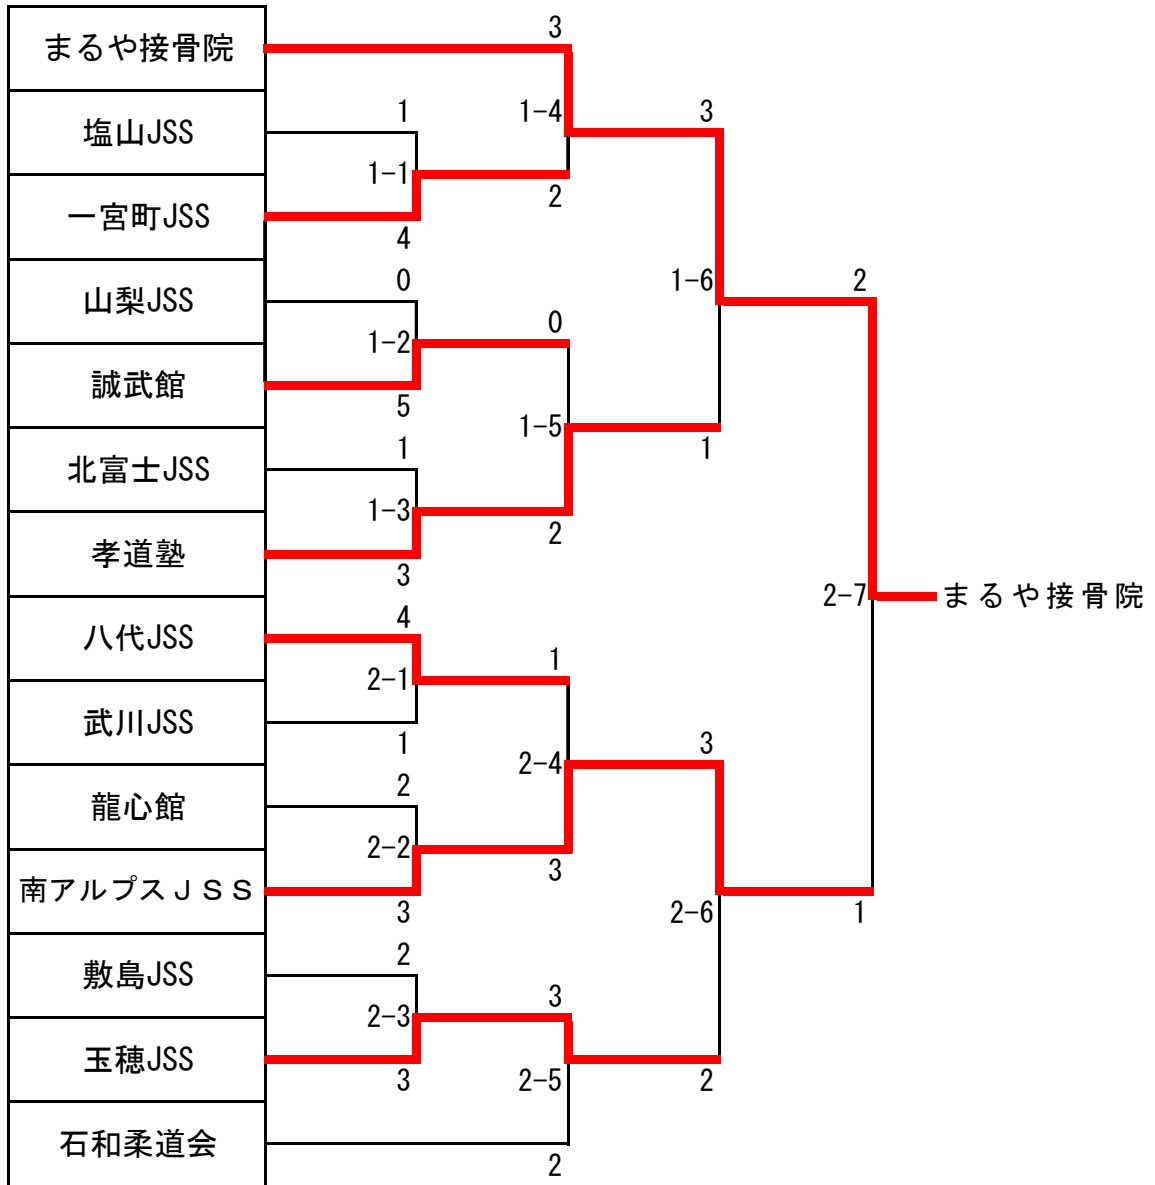 3
まるや接骨院
1
1-4
3
塩山JSS
1-1
2
一宮町JSS
4
0
1-6
2
山梨JSS
0
1-2
誠武館
5
1-5
1
1
北富士JSS
1-3
2
孝道塾
3
2-7
まるや接骨院
4
八代JSS
1
2-1
武川JSS
1
3
2-4
2
龍心館
2-2
3
南アルプスＪＳＳ
3
2-6
1
2
敷島JSS
3
2-3
玉穂JSS
3
2-5
2
石和柔道会
2